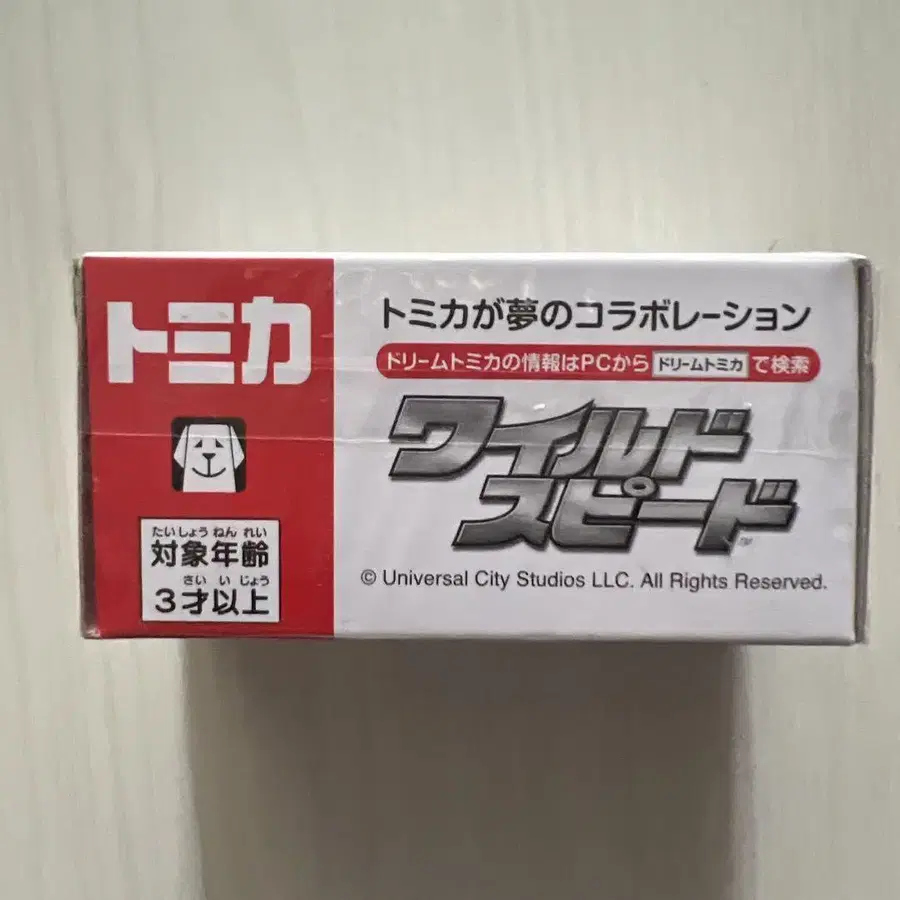 トミカ
たいしょうねんれい
対象年齢
さいいじょう
3才以上
トミカが夢のコラボレーション
ドリームトミカの情報はPCから ドリームトミカ で検索
ワイルド
スピード
TM
© Universal City Studios LLC. All Rights Reserved.